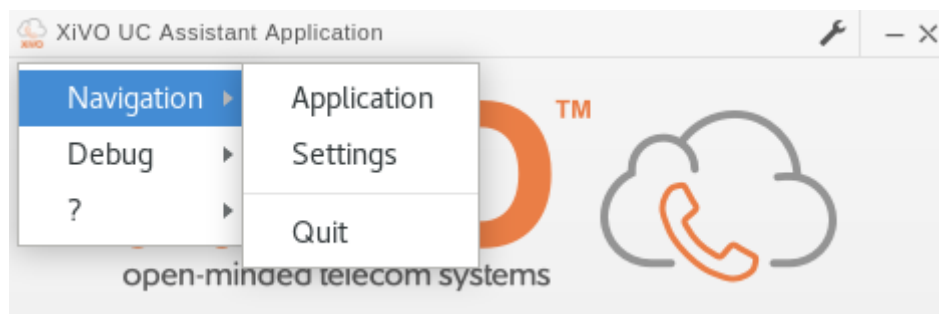 XiVO UC Assistant Application
Navigation
Debug
?
Application
Settings
Quit
TM
open-minded telecom systems